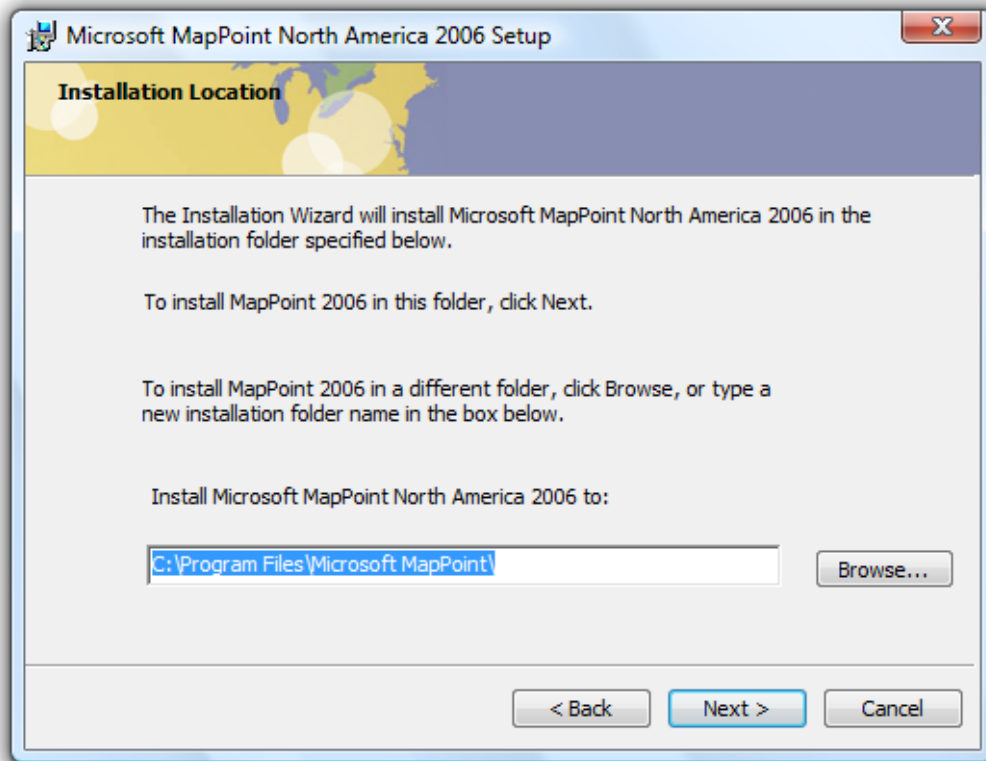 Microsoft MapPoint North America 2006 Setup
X
Installation Location
The Installation Wizard will install Microsoft MapPoint North America 2006 in the
installation folder specified below.
To install MapPoint 2006 in this folder, click Next.
To install MapPoint 2006 in a different folder, click Browse, or type a
new installation folder name in the box below.
Install Microsoft MapPoint North America 2006 to:
C:\Program Files\Microsoft MapPoint\
Browse...
< Back
Next >
Cancel